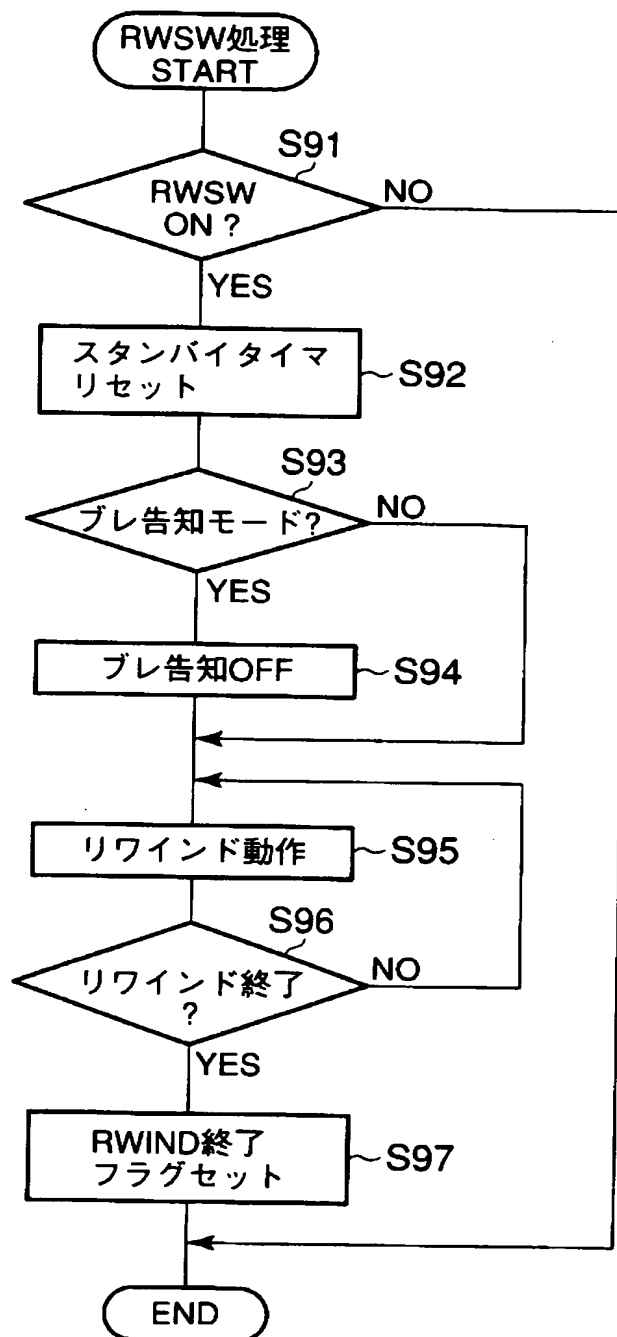 RWSW処理
START
S91
RWSW
ON ?
NO
YES
スタンバイタイマ
リセット
S92
S93
ブレ告知モード?
NO
YES
ブレ告知OFF
S94
リワインド動作
S95
S96
リワインド終了
?
NO
YES
RWIND終了
フラグセット
S97
END